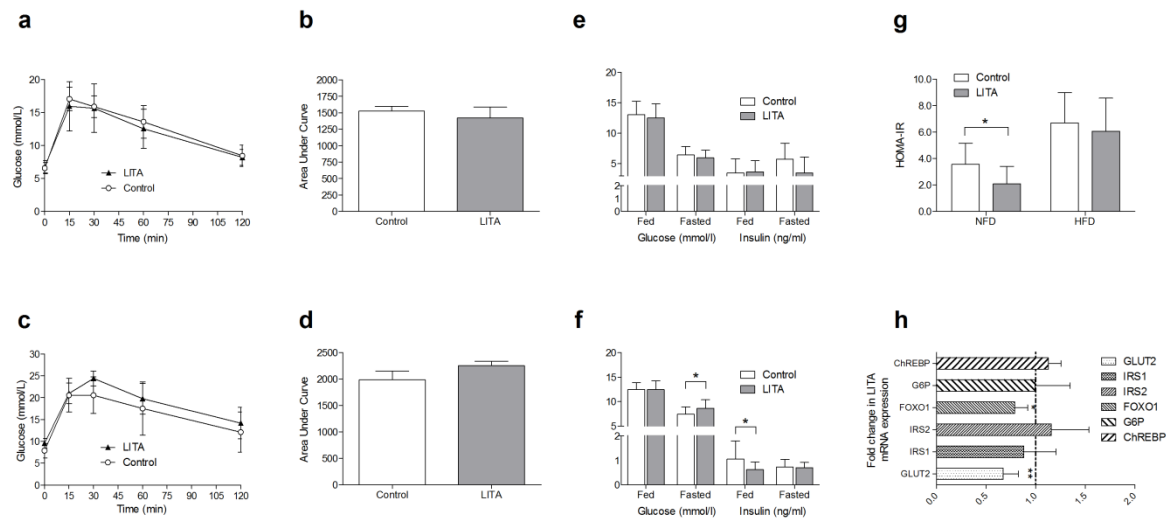 a
Glucose (mmol/L)
20
15
10
5
0
LITA
Control
0 15 30 45 60 75 90 105 120
Time (min)
b
Area Under Curve
2000
1750
1500
1250
1000
750
500
250
0
Control LITA
e
20
15
10
5
2
1
0
Control
LITA
Fed Fasted Fed Fasted
Glucose (mmol/l) Insulin (ng/ml)
g
HOMA-IR
10.0
8.0
6.0
4.0
2.0
0.0
Control
LITA
*
NFD HFD
c
Glucose (mmol/L)
30
25
20
15
10
5
0
LITA
Control
0 15 30 45 60 75 90 105 120
Time (min)
d
Area Under Curve
2500
2000
1500
1000
500
0
Control LITA
f
20
15
10
5
2
1
0
Control
LITA
*
*
Fed Fasted Fed Fasted
Glucose (mmol/l) Insulin (ng/ml)
h
Fold change in LITA
mRNA expression
ChREBP
G6P
FOXO1
*
IRS2
IRS1
GLUT2
**
0.0 0.5 1.0 1.5 2.0
GLUT2
IRS1
IRS2
FOXO1
G6P
ChREBP